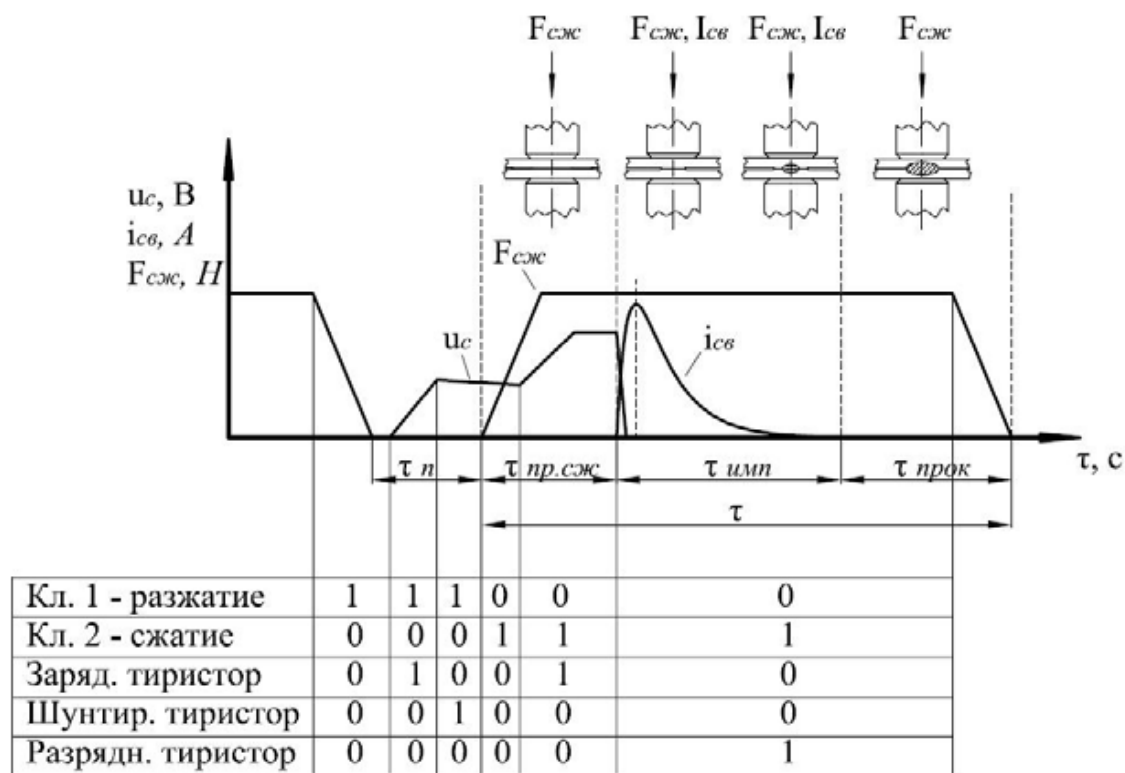 Fсж Fсж, Iсв Fсж, Iсв Fсж
uс, В
iсв, А
Fсж, Н
Fсж
uс
iсв
τ п τ пр.сж τ имп τ прок τ, с
τ
Кл. 1 - разжатие 1 1 1 0 0 0
Кл. 2 - сжатие 0 0 0 1 1 1
Заряд. тиристор 0 1 0 0 1 0
Шунтир. тиристор 0 0 1 0 0 0
Разрядн. тиристор 0 0 0 0 0 1